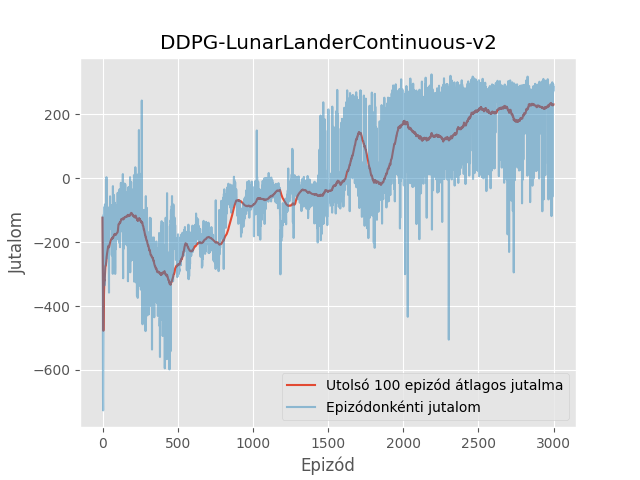 DDPG-LunarLanderContinuous-v2
Jutalom
200
0
−200
−400
−600
Utolsó 100 epizód átlagos jutalma
Epizódonkénti jutalom
0 500 1000 1500 2000 2500 3000
Epizód